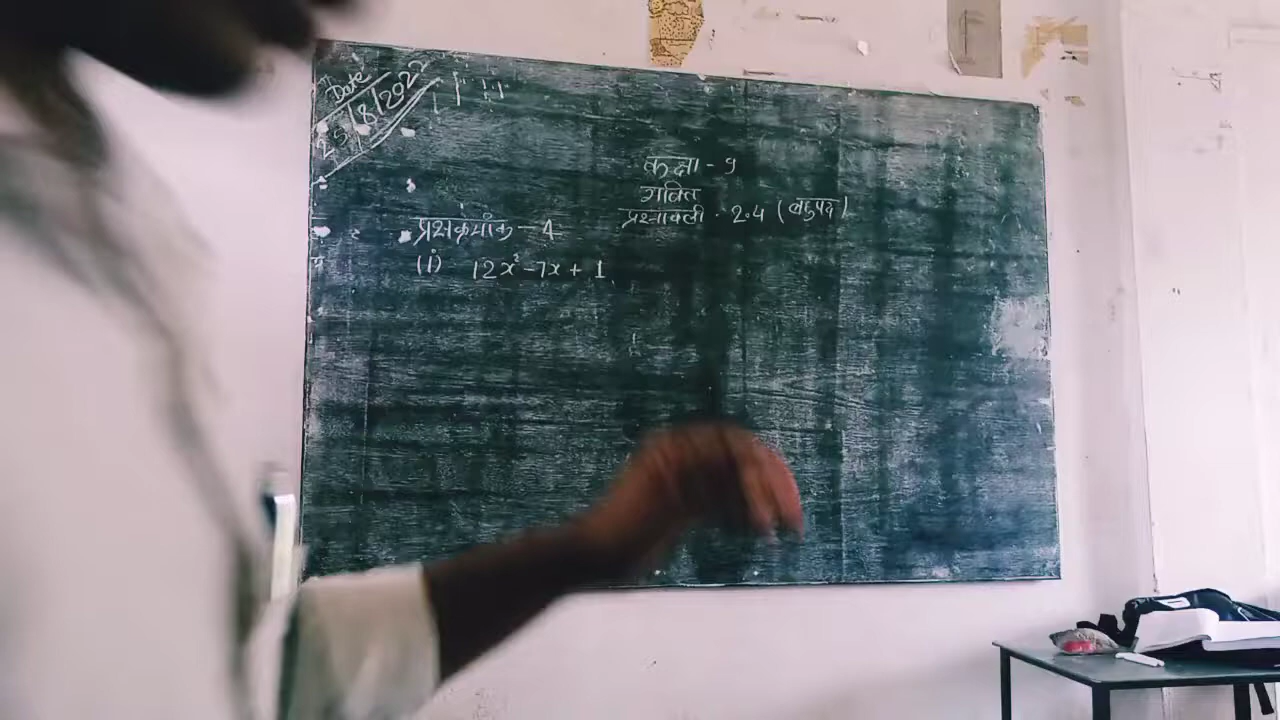 Date
25/8/2022
कक्षा - 9
गणित
प्रश्नावली · 2.4 (बहुपद)
प्रश्न क्रमांक - 4
(i) 12x² - 7x + 1